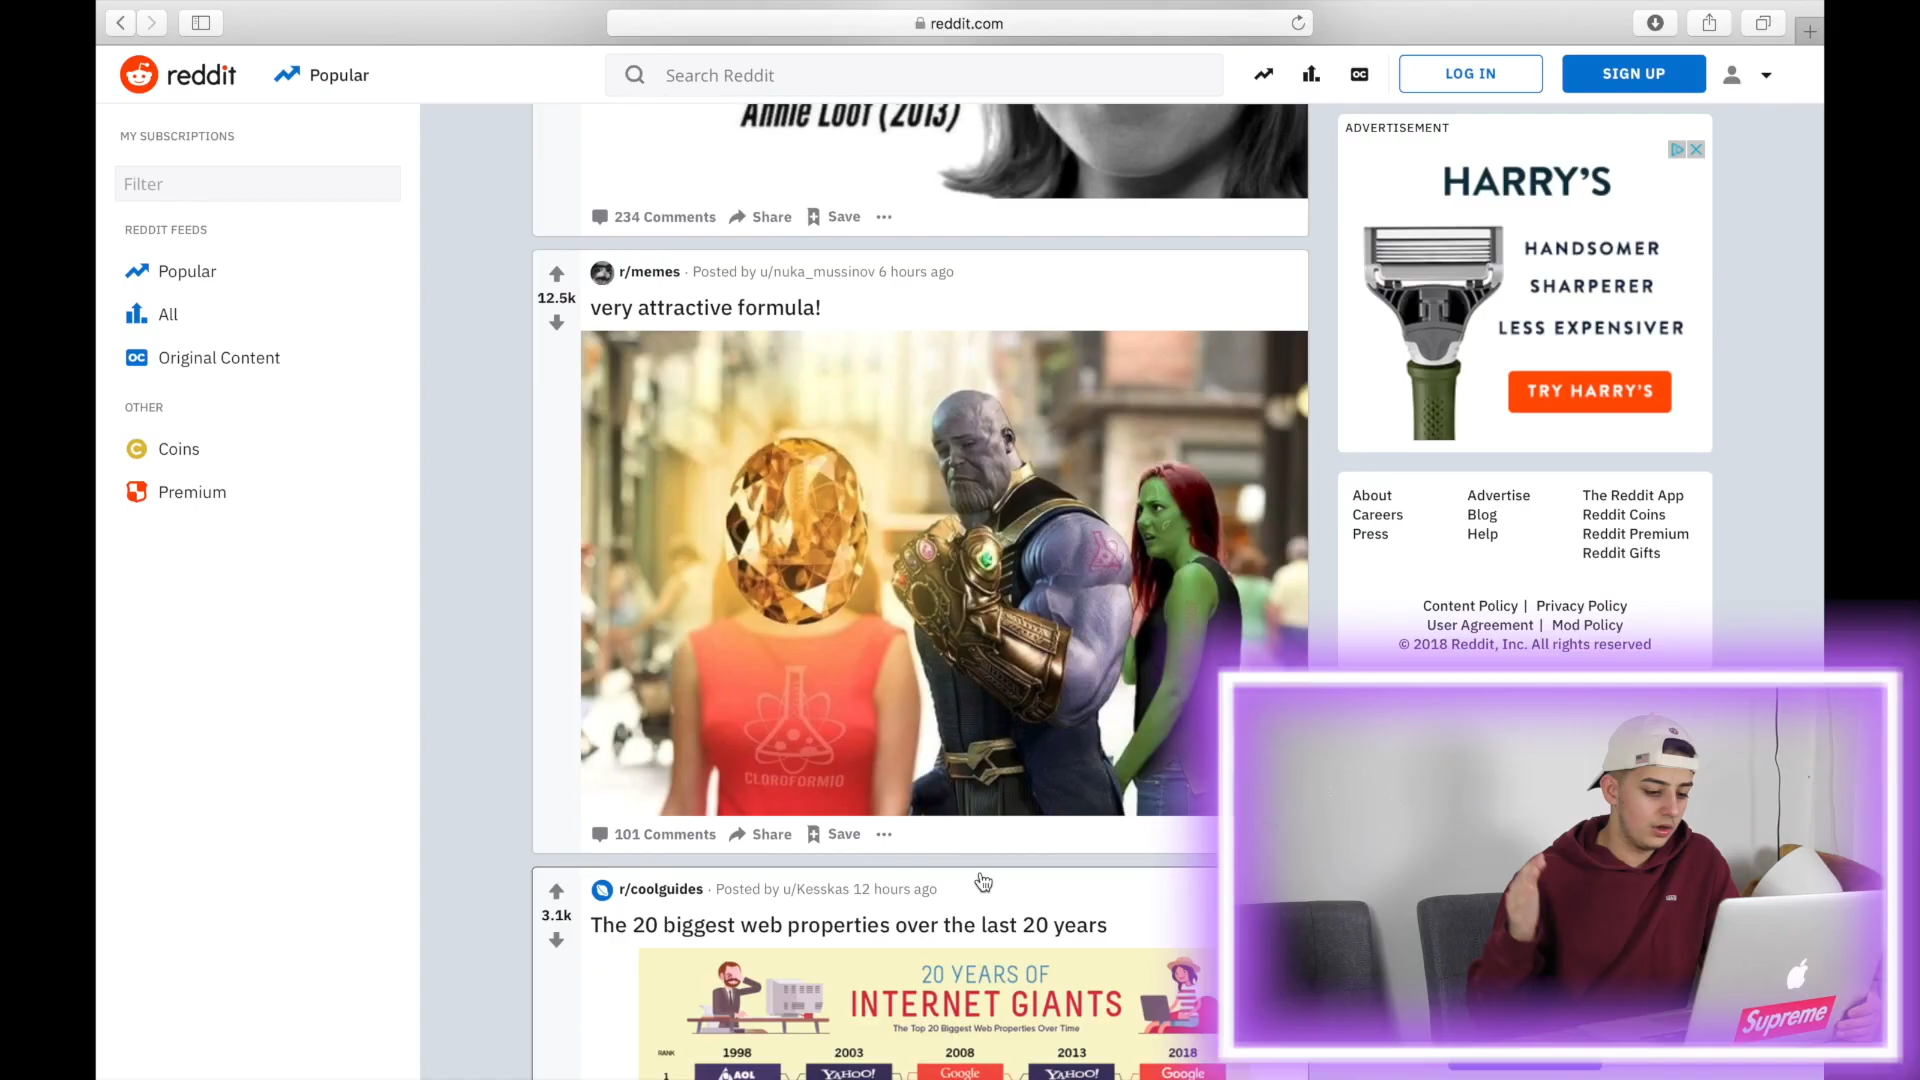 reddit.com
reddit
Popular
Search Reddit
LOG IN
SIGN UP
MY SUBSCRIPTIONS
Filter
REDDIT FEEDS
Popular
All
OC
Original Content
OTHER
Coins
Premium
Annie Lööf (2013)
234 Comments
Share
Save
r/memes · Posted by u/nuka_mussinov 6 hours ago
12.5k
very attractive formula!
CLOROFORMIO
101 Comments
Share
Save
r/coolguides · Posted by u/Kesskas 12 hours ago
3.1k
The 20 biggest web properties over the last 20 years
20 YEARS OF
INTERNET GIANTS
The Top 20 Biggest Web Properties Over Time
RANK 1998 2003 2008 2013 2018
1 AOL YAHOO! Google YAHOO! Google
ADVERTISEMENT
HARRY'S
HANDSOMER
SHARPERER
LESS EXPENSIVER
TRY HARRY'S
About Advertise The Reddit App
Careers Blog Reddit Coins
Press Help Reddit Premium
Reddit Gifts
Content Policy | Privacy Policy
User Agreement | Mod Policy
© 2018 Reddit, Inc. All rights reserved
Supreme